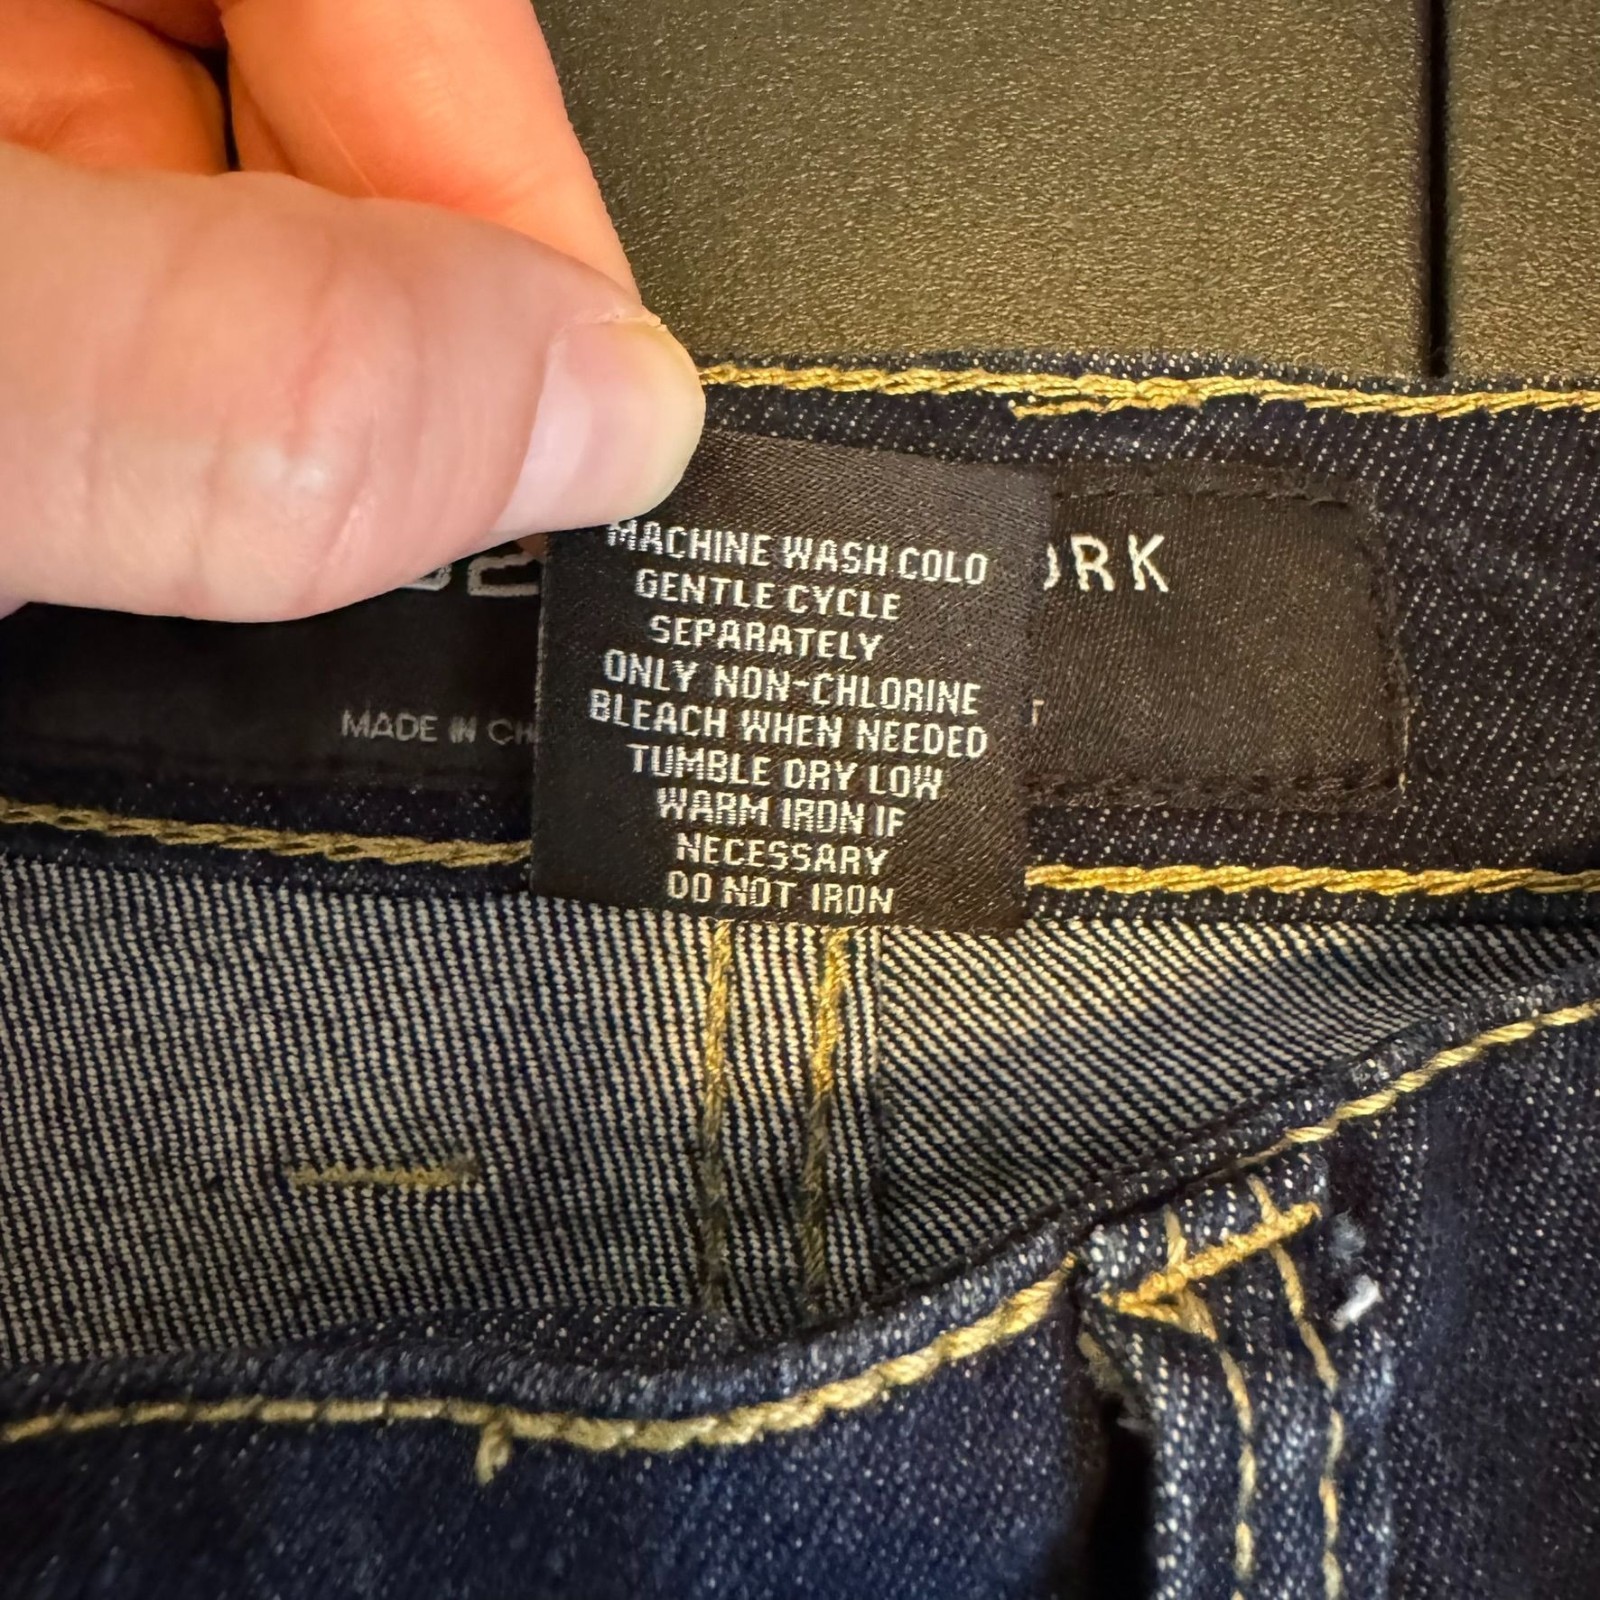 MACHINE WASH COLD
GENTLE CYCLE
SEPARATELY
ONLY NON-CHLORINE
BLEACH WHEN NEEDED
TUMBLE DRY LOW
WARM IRON IF
NECESSARY
DO NOT IRON
ORK
MADE IN CH